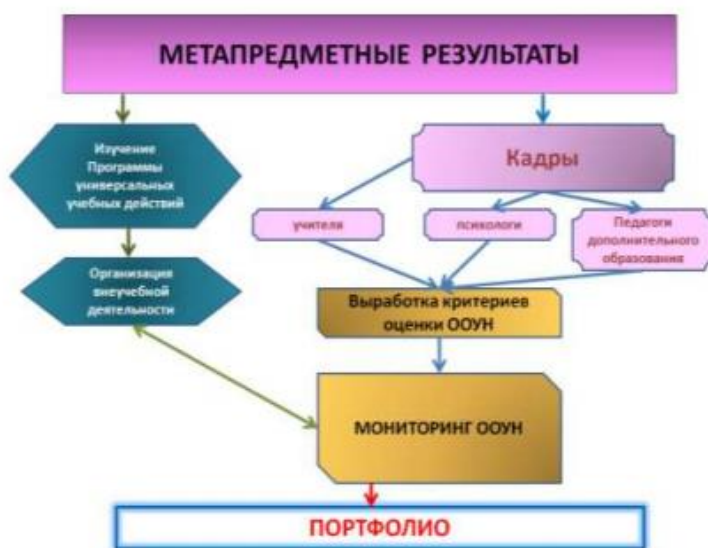 МЕТАПРЕДМЕТНЫЕ РЕЗУЛЬТАТЫ
Изучение
Программы
универсальных
учебных действий
Кадры
учителя
психологи
Педагоги
дополнительного
образования
Организация
внеучебной
деятельности
Выработка критериев
оценки ООУН
МОНИТОРИНГ ООУН
ПОРТФОЛИО